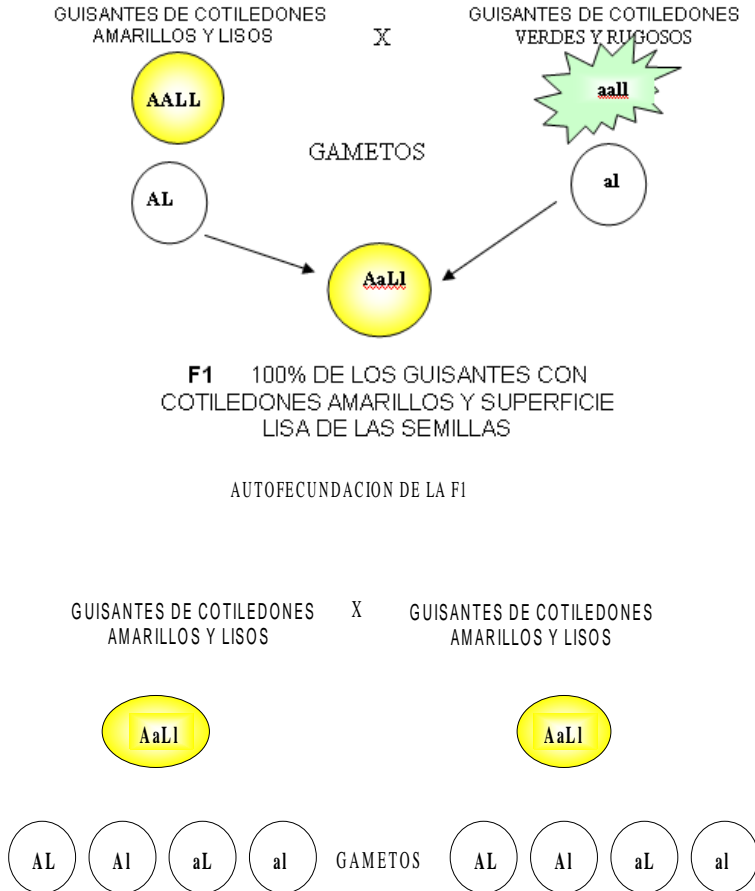 GUISANTES DE COTILEDONES
AMARILLOS Y LISOS
X
GUISANTES DE COTILEDONES
VERDES Y RUGOSOS
AALL
aall
GAMETOS
AL
al
AaLl
F1 100% DE LOS GUISANTES CON
COTILEDONES AMARILLOS Y SUPERFICIE
LISA DE LAS SEMILLAS
AUTOFECUNDACION DE LA F1
GUISANTES DE COTILEDONES
AMARILLOS Y LISOS
X
GUISANTES DE COTILEDONES
AMARILLOS Y LISOS
AaLl
AaLl
AL Al aL al GAMETOS AL Al aL al